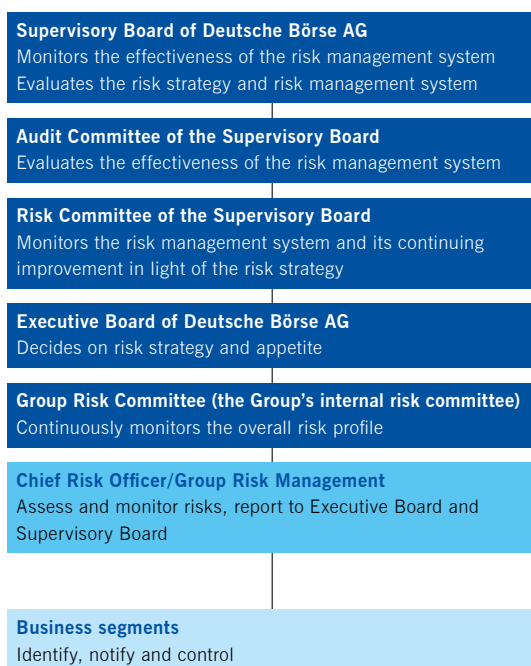 Supervisory Board of Deutsche Börse AG
Monitors the effectiveness of the risk management system
Evaluates the risk strategy and risk management system
Audit Committee of the Supervisory Board
Evaluates the effectiveness of the risk management system
Risk Committee of the Supervisory Board
Monitors the risk management system and its continuing
improvement in light of the risk strategy
Executive Board of Deutsche Börse AG
Decides on risk strategy and appetite
Group Risk Committee (the Group’s internal risk committee)
Continuously monitors the overall risk profile
Chief Risk Officer/Group Risk Management
Assess and monitor risks, report to Executive Board and
Supervisory Board
Business segments
Identify, notify and control